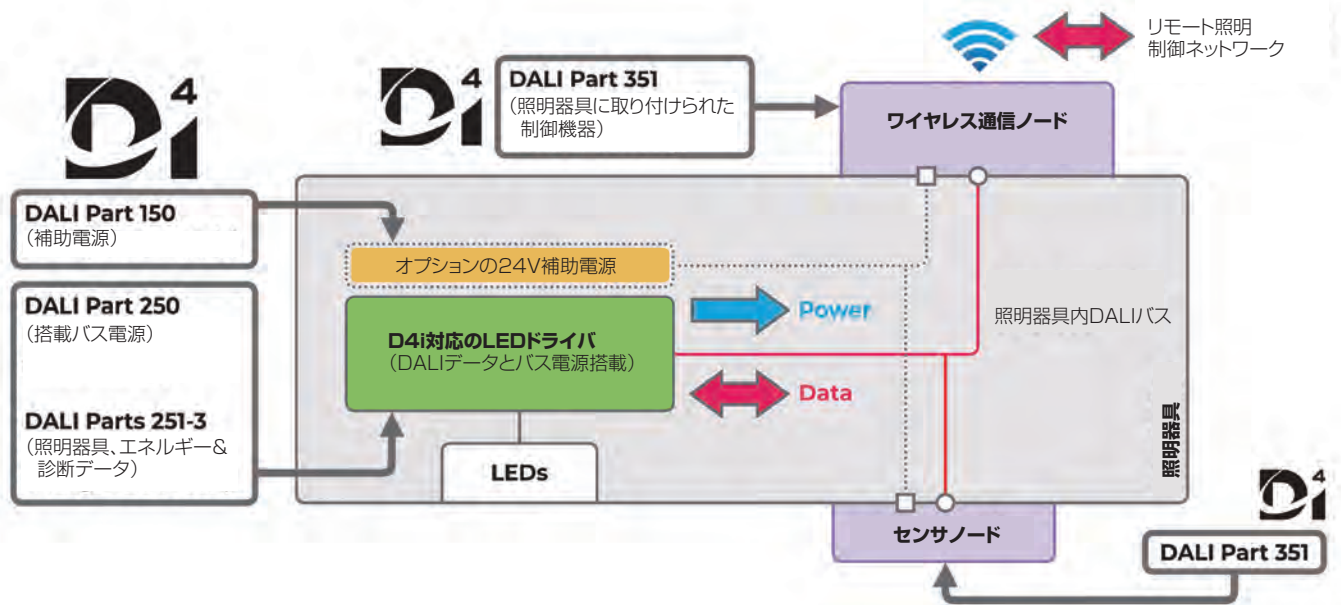 リモート照明
制御ネットワーク
D4i
D4i
DALI Part 351
(照明器具に取り付けられた
制御機器)
ワイヤレス通信ノード
DALI Part 150
(補助電源)
オプションの24V補助電源
DALI Part 250
(搭載バス電源)
D4i対応のLEDドライバ
(DALIデータとバス電源搭載)
Power
照明器具内DALIバス
Data
DALI Parts 251-3
(照明器具、エネルギー&
診断データ)
LEDs
照明器具
センサノード
D4i
DALI Part 351